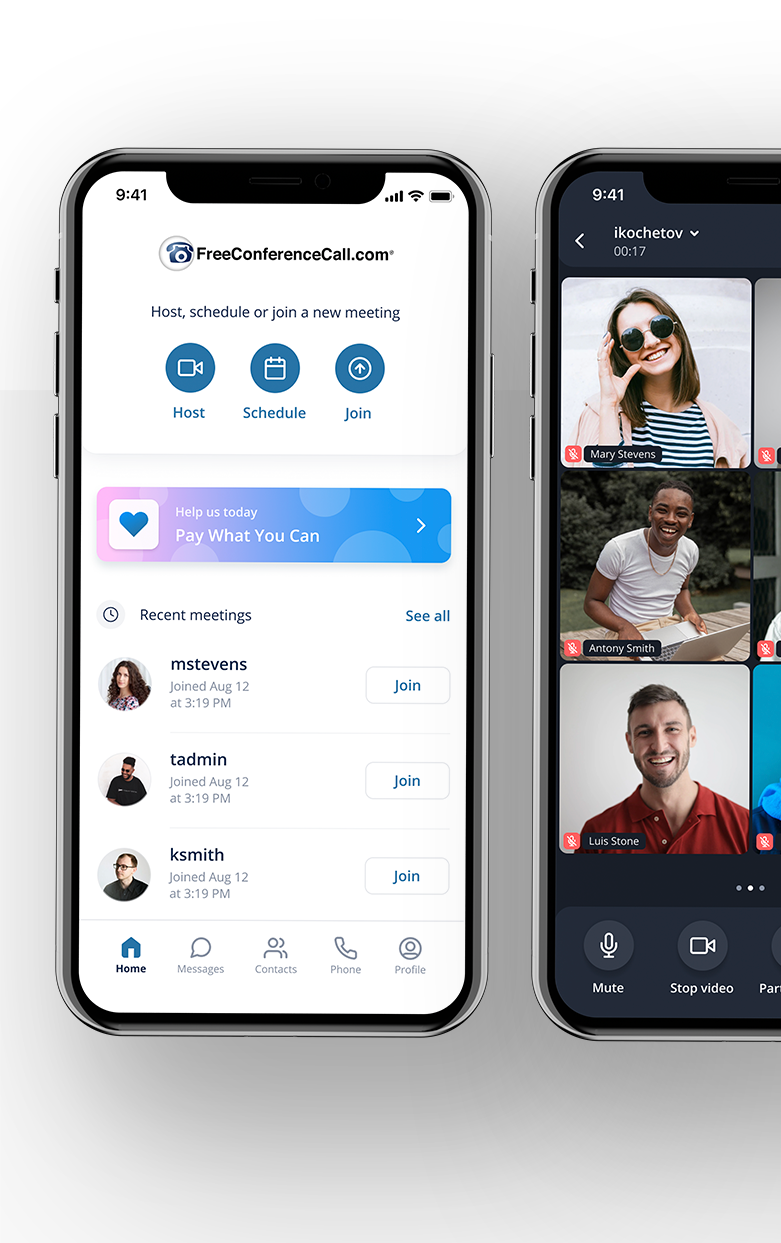 9:41
FreeConferenceCall.com®
Host, schedule or join a new meeting
Host
Schedule
Join
Help us today
Pay What You Can
Recent meetings
See all
mstevens
Joined Aug 12
at 3:19 PM
Join
tadmin
Joined Aug 12
at 3:19 PM
Join
ksmith
Joined Aug 12
at 3:19 PM
Join
Home
Messages
Contacts
Phone
Profile
9:41
ikochetov
00:17
Mary Stevens
Antony Smith
Luis Stone
Mute
Stop video
Part